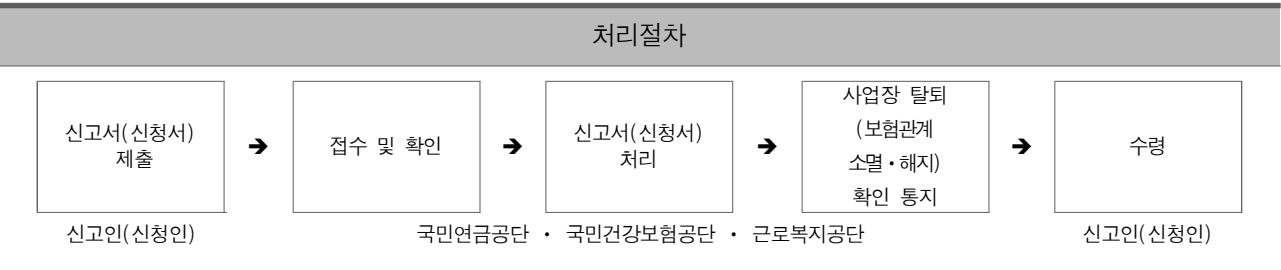 처리절차
신고서(신청서)
제출
➔
접수 및 확인
➔
신고서(신청서)
처리
➔
사업장 탈퇴
(보험관계
소멸・해지)
확인 통지
➔
수령
신고인(신청인)
국민연금공단 ・ 국민건강보험공단 ・ 근로복지공단
신고인(신청인)